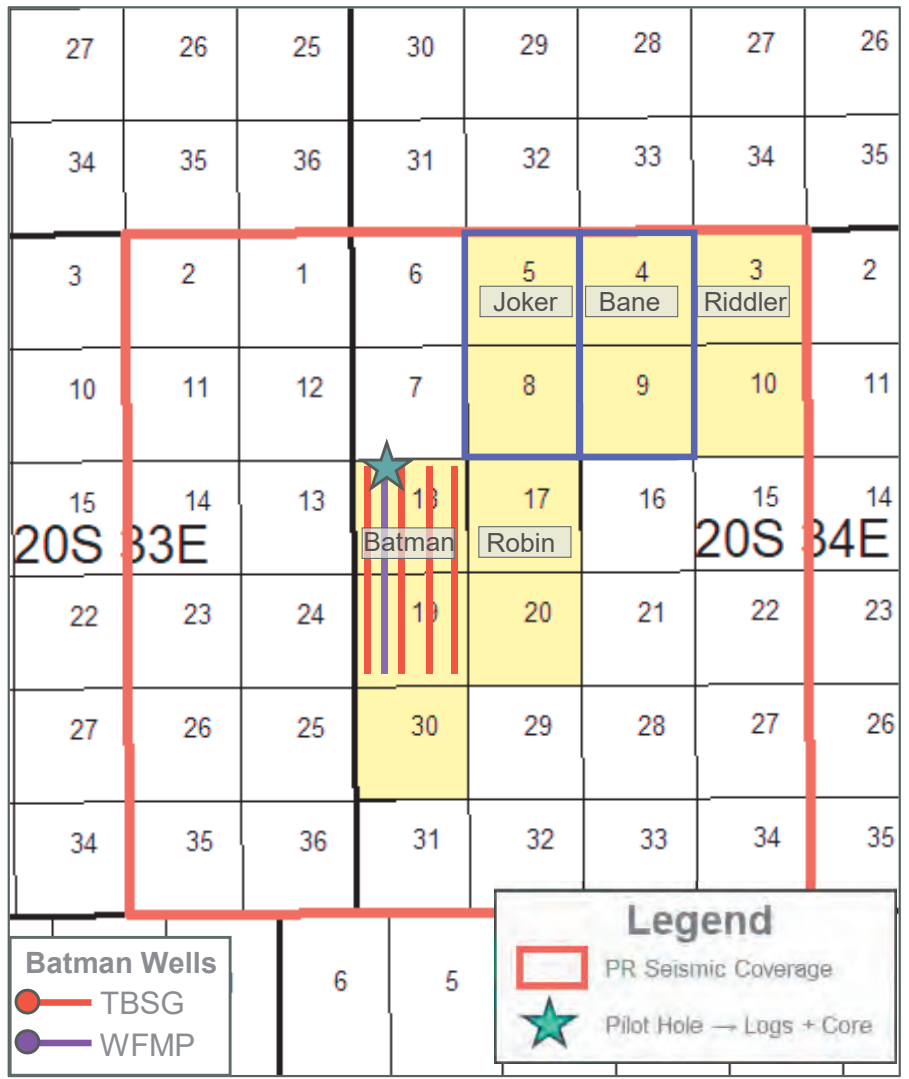 27 26 25 30 29 28 27 26
34 35 36 31 32 33 34 35
3 2 1 6 5 4 3 2
Joker Bane Riddler
10 11 12 7 8 9 10 11
15 14 13 18 17 16 15 14
20S 33E Batman Robin 20S 34E
22 23 24 19 20 21 22 23
27 26 25 30 29 28 27 26
34 35 36 31 32 33 34 35
Legend
PR Seismic Coverage
Pilot Hole → Logs + Core
6 5
Batman Wells
TBSG
WFMP